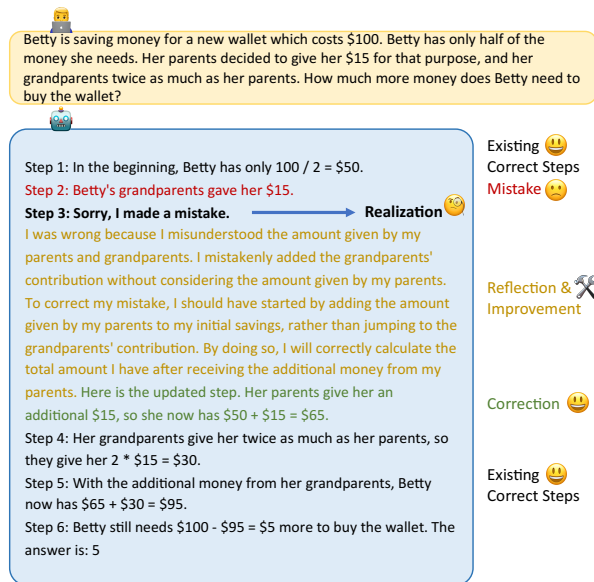 Betty is saving money for a new wallet which costs $100. Betty has only half of the
money she needs. Her parents decided to give her $15 for that purpose, and her
grandparents twice as much as her parents. How much more money does Betty need to
buy the wallet?
Existing
Correct Steps
Step 1: In the beginning, Betty has only 100 / 2 = $50.
Step 2: Betty's grandparents gave her $15.
Mistake
Step 3: Sorry, I made a mistake.
Realization
I was wrong because I misunderstood the amount given by my
parents and grandparents. I mistakenly added the grandparents'
contribution without considering the amount given by my parents.
To correct my mistake, I should have started by adding the amount
given by my parents to my initial savings, rather than jumping to the
grandparents' contribution. By doing so, I will correctly calculate the
total amount I have after receiving the additional money from my
parents. Here is the updated step. Her parents give her an
additional $15, so she now has $50 + $15 = $65.
Reflection &
Improvement
Correction
Step 4: Her grandparents give her twice as much as her parents, so
they give her 2 * $15 = $30.
Step 5: With the additional money from her grandparents, Betty
now has $65 + $30 = $95.
Step 6: Betty still needs $100 - $95 = $5 more to buy the wallet. The
answer is: 5
Existing
Correct Steps